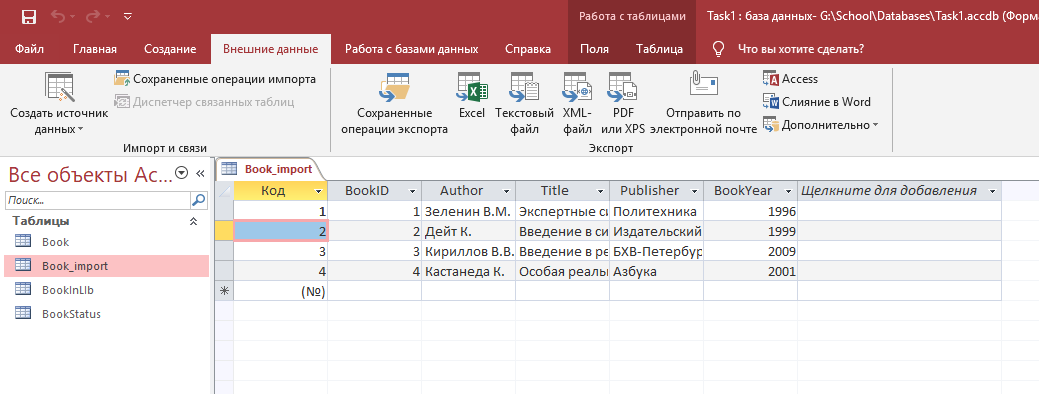 Работа с таблицами
Task1 : база данных- G:\School\Databases\Task1.accdb (Форма
Файл Главная Создание Внешние данные Работа с базами данных Справка Поля Таблица Что вы хотите сделать?
Создать источник данных
Сохраненные операции импорта
Диспетчер связанных таблиц
Импорт и связи
Сохраненные операции экспорта
Excel
Текстовый файл
XML-файл
PDF или XPS
Отправить по электронной почте
Access
Слияние в Word
Дополнительно
Экспорт
Все объекты Ac...
Поиск...
Таблицы
Book
Book_import
BookInLib
BookStatus
Book_import
Код BookID Author Title Publisher BookYear Щелкните для добавления
1 1 Зеленин В.М. Экспертные си Политехника 1996
2 2 Дейт К. Введение в си Издательский 1999
3 3 Кириллов В.В. Введение в ре БХВ-Петербур 2009
4 4 Кастанеда К. Особая реаль Азбука 2001
* (№)